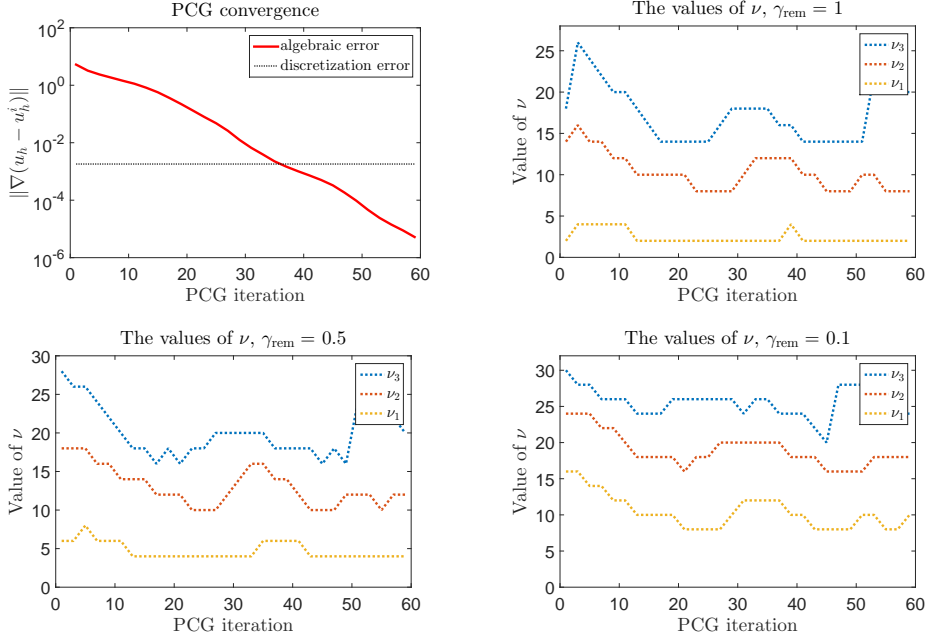 PCG convergence
algebraic error
discretization error
10^0
10^-2
10^-4
10^-6
‖∇(u_h − u_h^i)‖
0 10 20 30 40 50 60
PCG iteration
The values of ν, γ_rem = 1
ν_3
ν_2
ν_1
25
20
15
10
5
0
Value of ν
0 10 20 30 40 50 60
PCG iteration
The values of ν, γ_rem = 0.5
ν_3
ν_2
ν_1
30
25
20
15
10
5
0
Value of ν
0 10 20 30 40 50 60
PCG iteration
The values of ν, γ_rem = 0.1
ν_3
ν_2
ν_1
30
25
20
15
10
5
0
Value of ν
0 10 20 30 40 50 60
PCG iteration